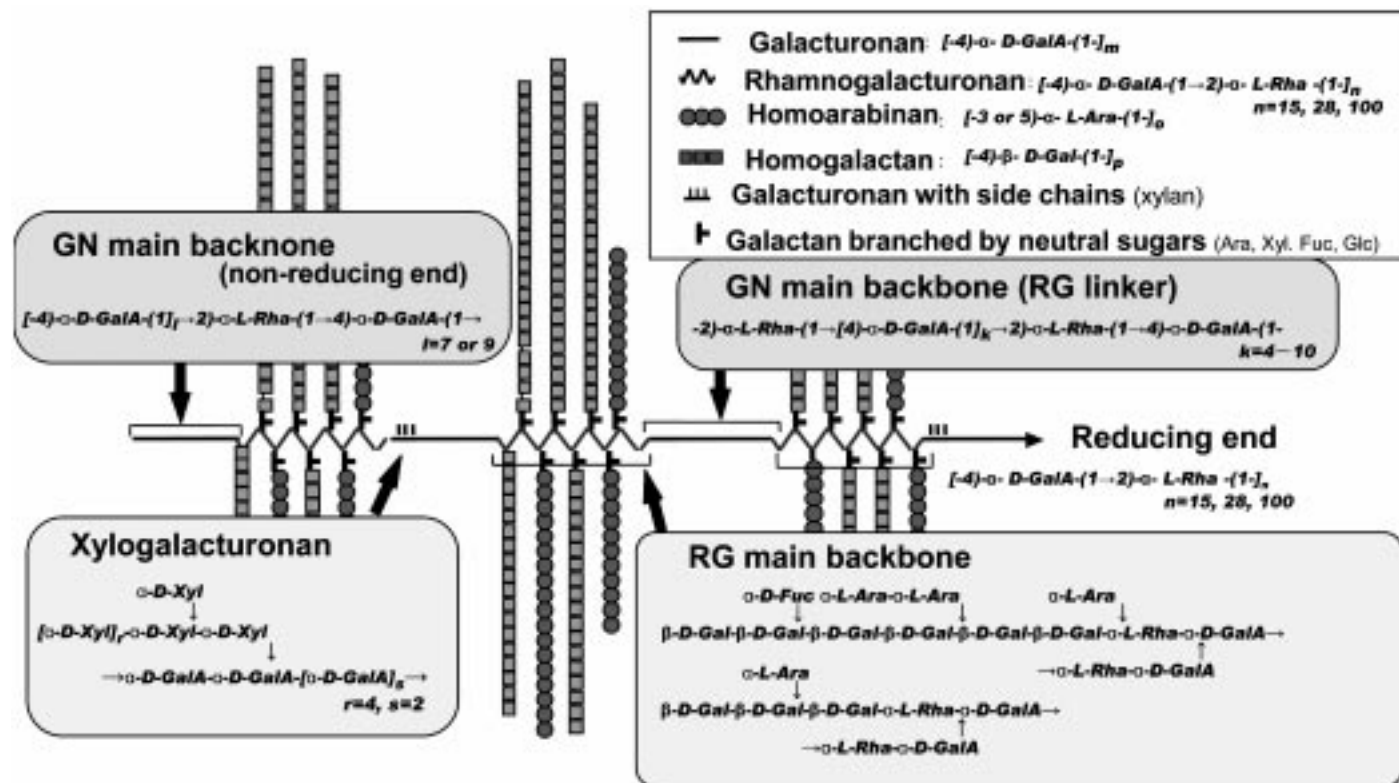 Galacturonan: [-4)-α- D-GalA-(1-]m
Rhamnogalacturonan: [-4)-α- D-GalA-(1→2)-α- L-Rha -(1-]n
n=15, 28, 100
Homoarabinan: [-3 or 5)-α- L-Ara-(1-]o
Homogalactan: [-4)-β- D-Gal-(1-]p
Galacturonan with side chains (xylan)
Galactan branched by neutral sugars (Ara, Xyl. Fuc, Glc)
GN main backnone
(non-reducing end)
[-4)-α-D-GalA-(1]l→2)-α-L-Rha-(1→4)-α-D-GalA-(1→
l=7 or 9
GN main backbone (RG linker)
-2)-α-L-Rha-(1→[4)-α-D-GalA-(1]k→2)-α-L-Rha-(1→4)-α-D-GalA-(1-
k=4–10
Reducing end
[-4)-α- D-GalA-(1→2)-α- L-Rha -(1-]n
n=15, 28, 100
Xylogalacturonan
α-D-Xyl
↓
[α-D-Xyl]r-α-D-Xyl-α-D-Xyl
↓
→α-D-GalA-α-D-GalA-[α-D-GalA]s→
r=4, s=2
RG main backbone
α-D-Fuc α-L-Ara-α-L-Ara α-L-Ara
↓ ↓ ↓
β-D-Gal-β-D-Gal-β-D-Gal-β-D-Gal-β-D-Gal-β-D-Gal-α-L-Rha-α-D-GalA→
↑
→α-L-Rha-α-D-GalA
α-L-Ara
↓
β-D-Gal-β-D-Gal-β-D-Gal-α-L-Rha-α-D-GalA→
↑
→α-L-Rha-α-D-GalA